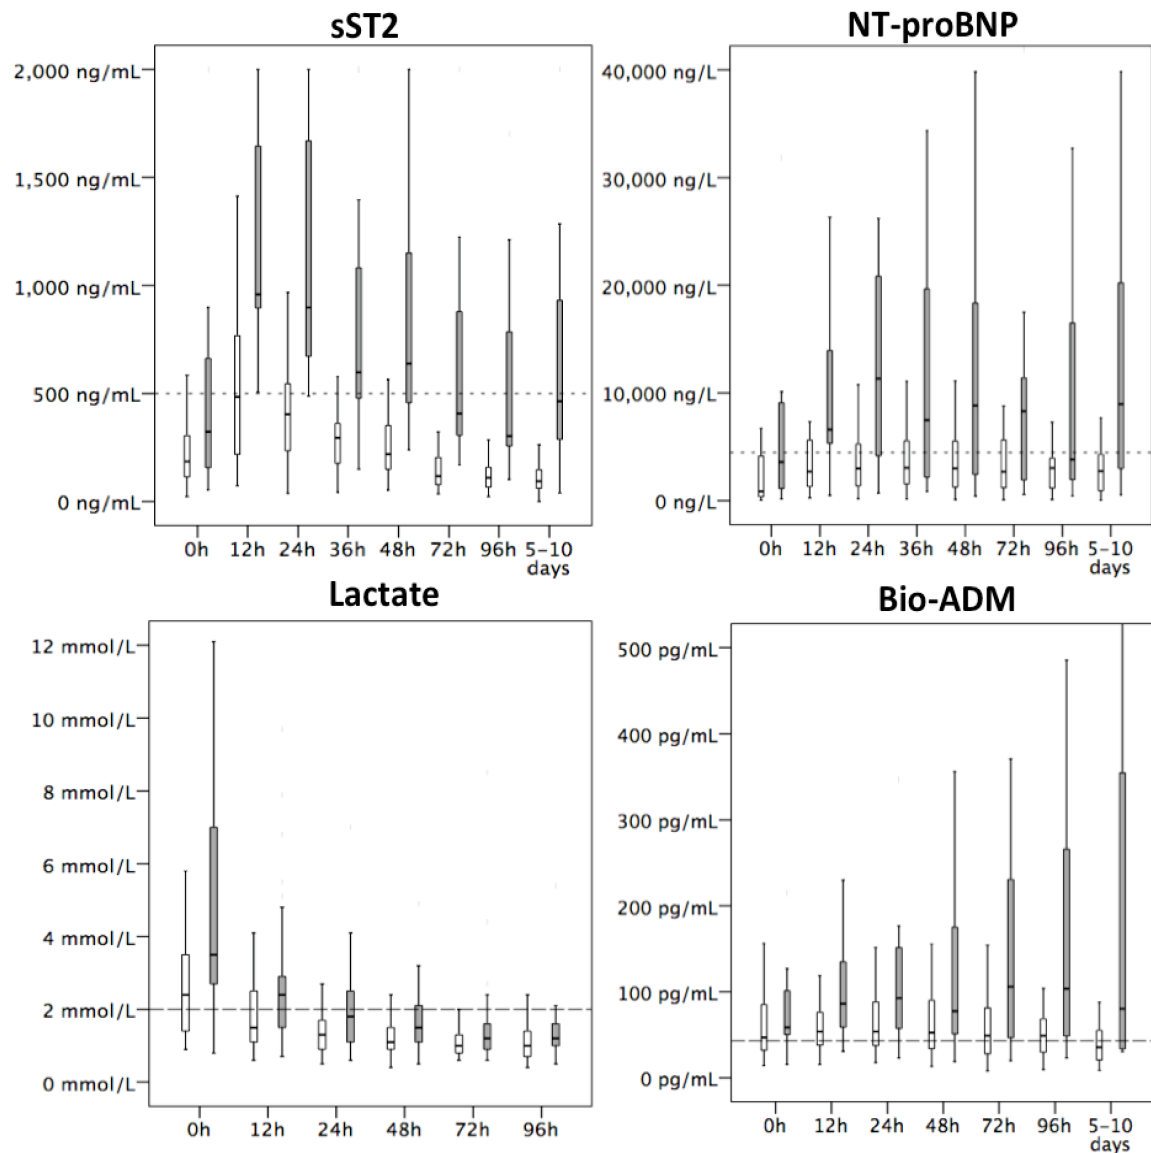 sST2
2,000 ng/mL
1,500 ng/mL
1,000 ng/mL
500 ng/mL
0 ng/mL
0h 12h 24h 36h 48h 72h 96h 5-10
days
NT-proBNP
40,000 ng/L
30,000 ng/L
20,000 ng/L
10,000 ng/L
0 ng/L
0h 12h 24h 36h 48h 72h 96h 5-10
days
Lactate
12 mmol/L
10 mmol/L
8 mmol/L
6 mmol/L
4 mmol/L
2 mmol/L
0 mmol/L
0h 12h 24h 48h 72h 96h
Bio-ADM
500 pg/mL
400 pg/mL
300 pg/mL
200 pg/mL
100 pg/mL
0 pg/mL
0h 12h 24h 48h 72h 96h 5-10
days